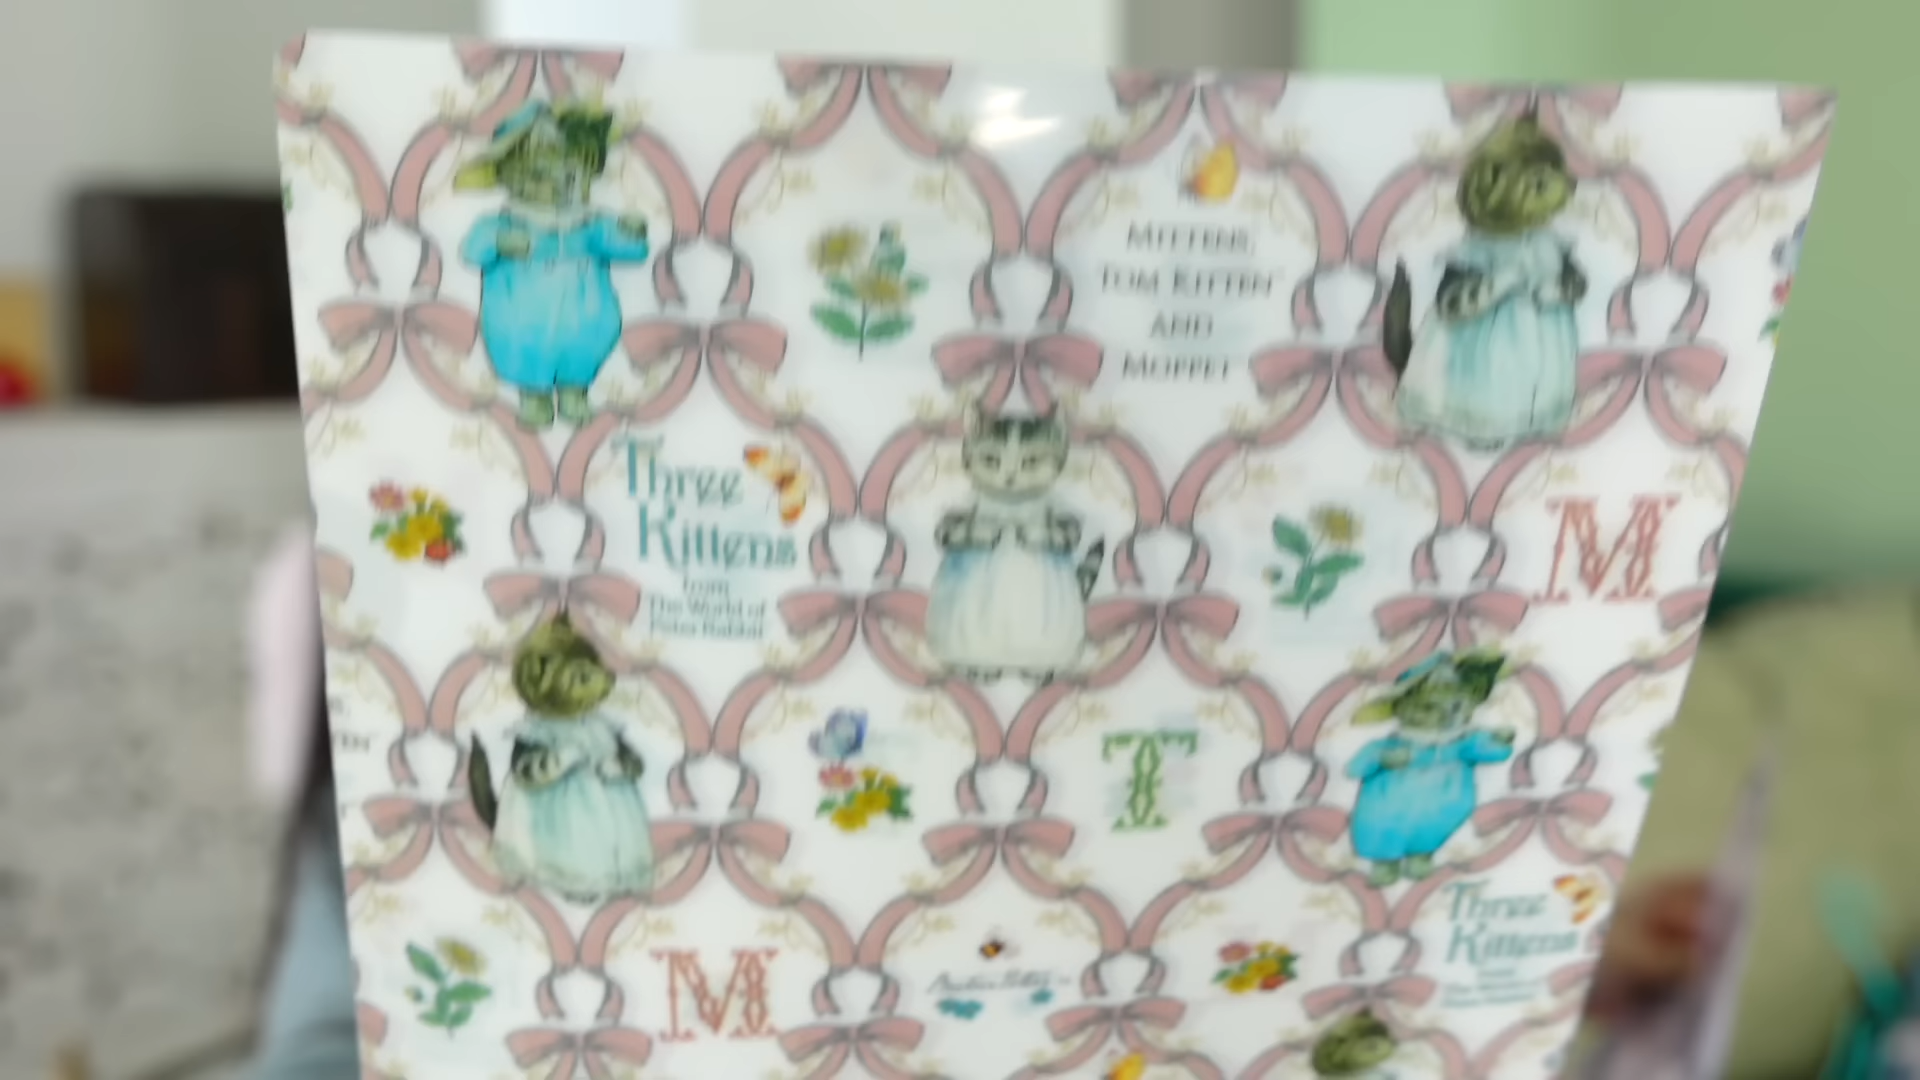 MITTENS,
TOM KITTEN
AND
MOPPET
Three
Kittens
from
The World of
Peter Rabbit
M
T
Three
Kittens
M